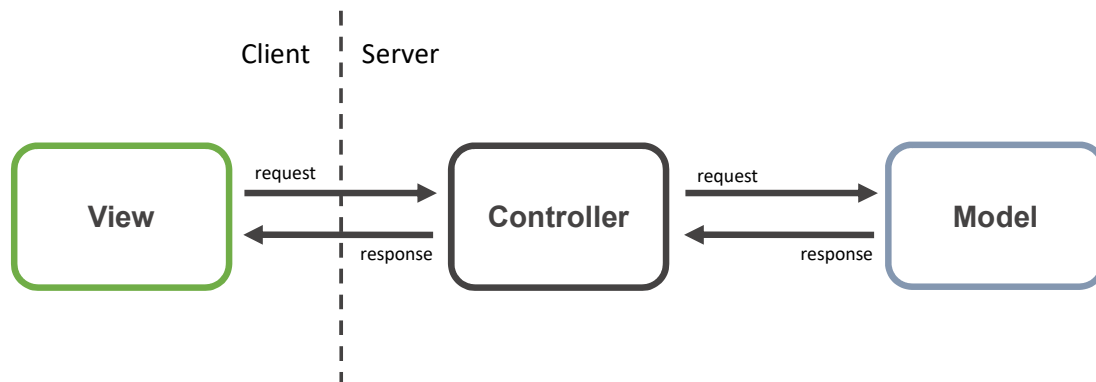 Client
Server
request
request
View
Controller
Model
response
response